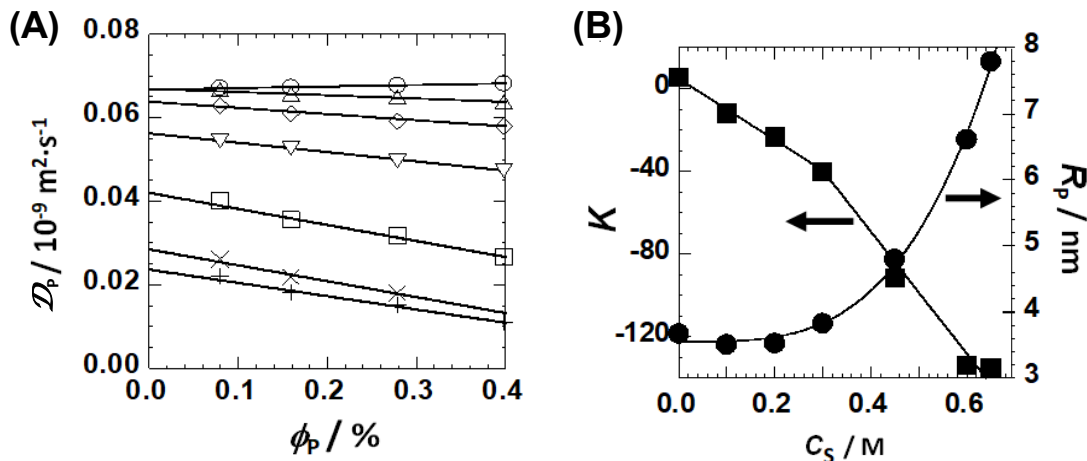 (A)
0.08
0.06
0.04
0.02
0.00
𝒟ₚ / 10⁻⁹ m²·s⁻¹
0.0 0.1 0.2 0.3 0.4
ϕₚ / %
(B)
0
-40
-80
-120
K
8
7
6
5
4
3
Rₚ / nm
0.0 0.2 0.4 0.6
Cₛ / M